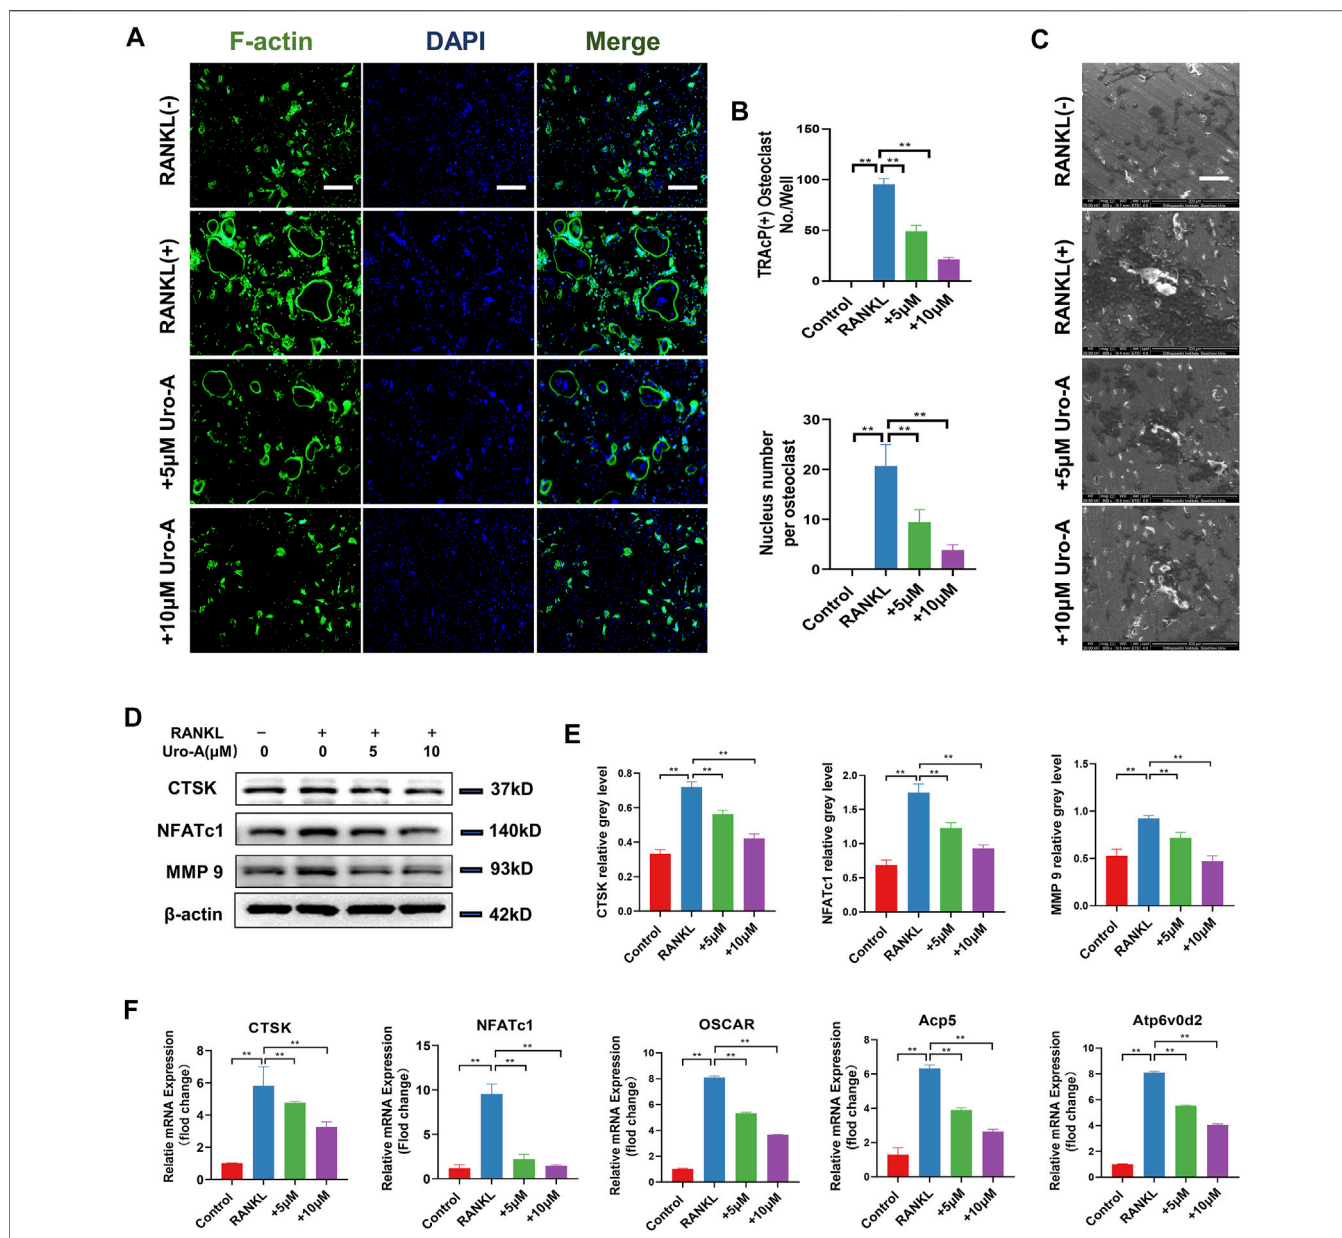 A
F-actin
DAPI
Merge
RANKL(-)
RANKL(+)
+5μM Uro-A
+10μM Uro-A
B
TRAcP(+) Osteoclast
No./Well
150
100
50
0
**
**
**
Control
RANKL
+5μM
+10μM
Nucleus number
per osteoclast
30
20
10
0
**
**
**
Control
RANKL
+5μM
+10μM
C
RANKL(-)
RANKL(+)
+5μM Uro-A
+10μM Uro-A
D
RANKL – + + +
Uro-A(μM) 0 0 5 10
CTSK 37kD
NFATc1 140kD
MMP 9 93kD
β-actin 42kD
E
CTSK relative grey level
0.8
0.6
0.4
0.2
0.0
**
**
**
Control
RANKL
+5μM
+10μM
NFATc1 relative grey level
2.0
1.5
1.0
0.5
0.0
**
**
**
Control
RANKL
+5μM
+10μM
MMP 9 relative grey level
1.5
1.0
0.5
0.0
**
**
**
Control
RANKL
+5μM
+10μM
F
CTSK
Relatie mRNA Expression
(flod change)
8
6
4
2
0
**
**
**
Control
RANKL
+5μM
+10μM
NFATc1
Relative mRNA Expression
(Flod change)
15
10
5
0
**
**
**
Control
RANKL
+5μM
+10μM
OSCAR
Relative mRNA Expression
(flod change)
10
8
6
4
2
0
**
**
**
Control
RANKL
+5μM
+10μM
Acp5
Relative mRNA Expression
(flod change)
8
6
4
2
0
**
**
**
Control
RANKL
+5μM
+10μM
Atp6v0d2
Relative mRNA Expression
(flod change)
10
8
6
4
2
0
**
**
**
Control
RANKL
+5μM
+10μM